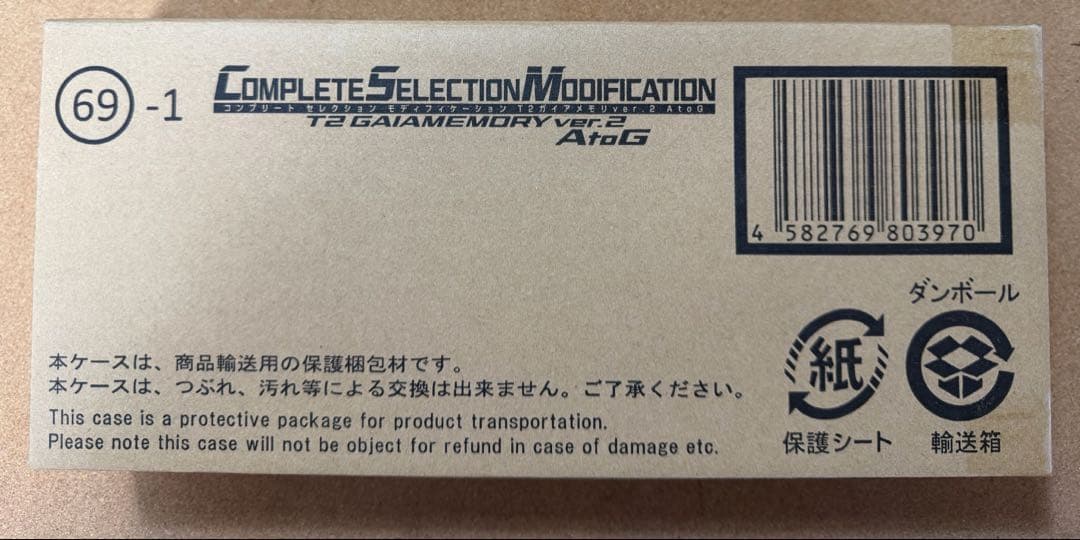 69 -1
COMPLETE SELECTION MODIFICATION
コンプリート セレクション モディフィケーション T2ガイアメモリver.2 AtoG
T2 GAIAMEMORY ver.2
AtoG
4 582769 803970
ダンボール
紙
保護シート
輸送箱
本ケースは、商品輸送用の保護梱包材です。
本ケースは、つぶれ、汚れ等による交換は出来ません。ご了承ください。
This case is a protective package for product transportation.
Please note this case will not be object for refund in case of damage etc.